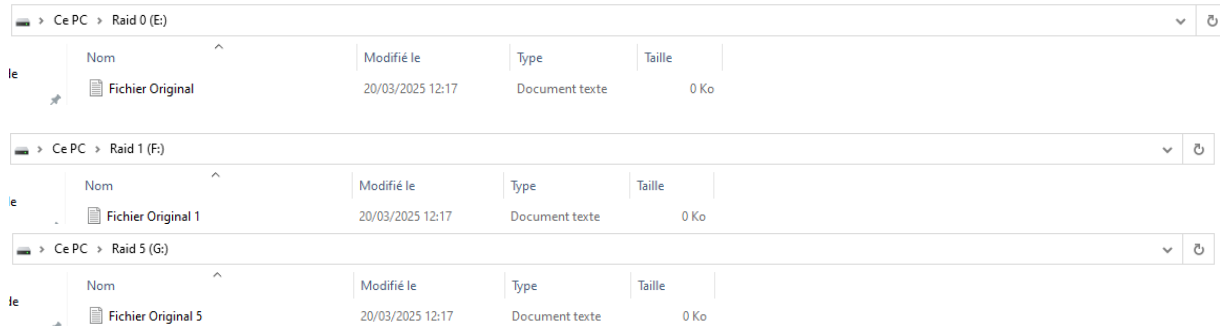 Ce PC > Raid 0 (E:)
Nom Modifié le Type Taille
le
Fichier Original 20/03/2025 12:17 Document texte 0 Ko
Ce PC > Raid 1 (F:)
Nom Modifié le Type Taille
le
Fichier Original 1 20/03/2025 12:17 Document texte 0 Ko
Ce PC > Raid 5 (G:)
Nom Modifié le Type Taille
de
Fichier Original 5 20/03/2025 12:17 Document texte 0 Ko